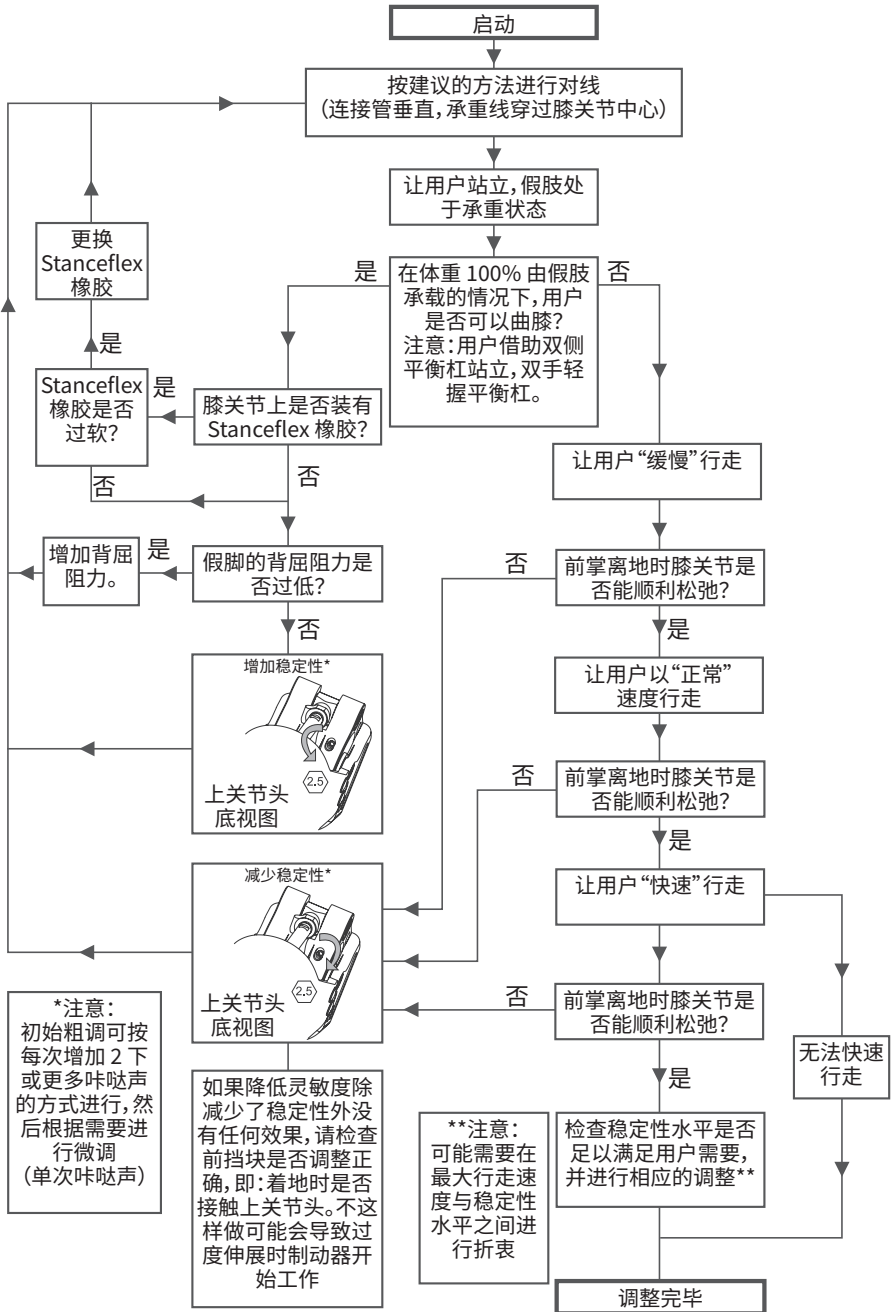 启动
按建议的方法进行对线
（连接管垂直，承重线穿过膝关节中心）
让用户站立，假肢处
于承重状态
更换
Stanceflex
橡胶
是
在体重 100% 由假肢
承载的情况下，用户
是否可以曲膝？
注意：用户借助双侧
平衡杠站立，双手轻
握平衡杠。
否
是
Stanceflex
橡胶是否
过软？
是
膝关节上是否装有
Stanceflex 橡胶？
让用户“缓慢”行走
否
否
增加背屈
阻力。
是
假脚的背屈阻力是
否过低？
否
前掌离地时膝关节是
否能顺利松弛？
否
是
增加稳定性*
2.5
上关节头
底视图
让用户以“正常”
速度行走
否
前掌离地时膝关节是
否能顺利松弛？
是
减少稳定性*
2.5
上关节头
底视图
让用户“快速”行走
否
前掌离地时膝关节是
否能顺利松弛？
无法快速
行走
是
*注意：
初始粗调可按
每次增加 2 下
或更多咔哒声
的方式进行，然
后根据需要进
行微调
（单次咔哒声）
如果降低灵敏度除
减少了稳定性外没
有任何效果，请检查
前挡块是否调整正
确，即：着地时是否
接触上关节头。不这
样做可能会导致过
度伸展时制动器开
始工作
**注意：
可能需要在
最大行走速
度与稳定性
水平之间进
行折衷
检查稳定性水平是否
足以满足用户需要，
并进行相应的调整**
调整完毕